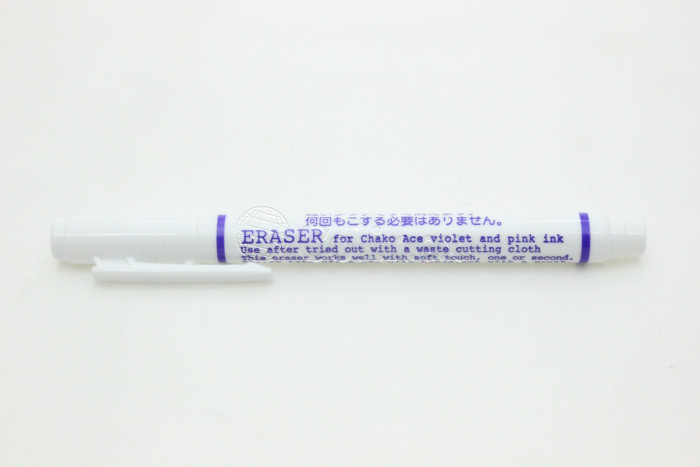 何回もこする必要はありません。
ERASER for Chako Ace violet and pink ink
Use after tried out with a waste cutting cloth
This eraser works well with soft touch, one or second.